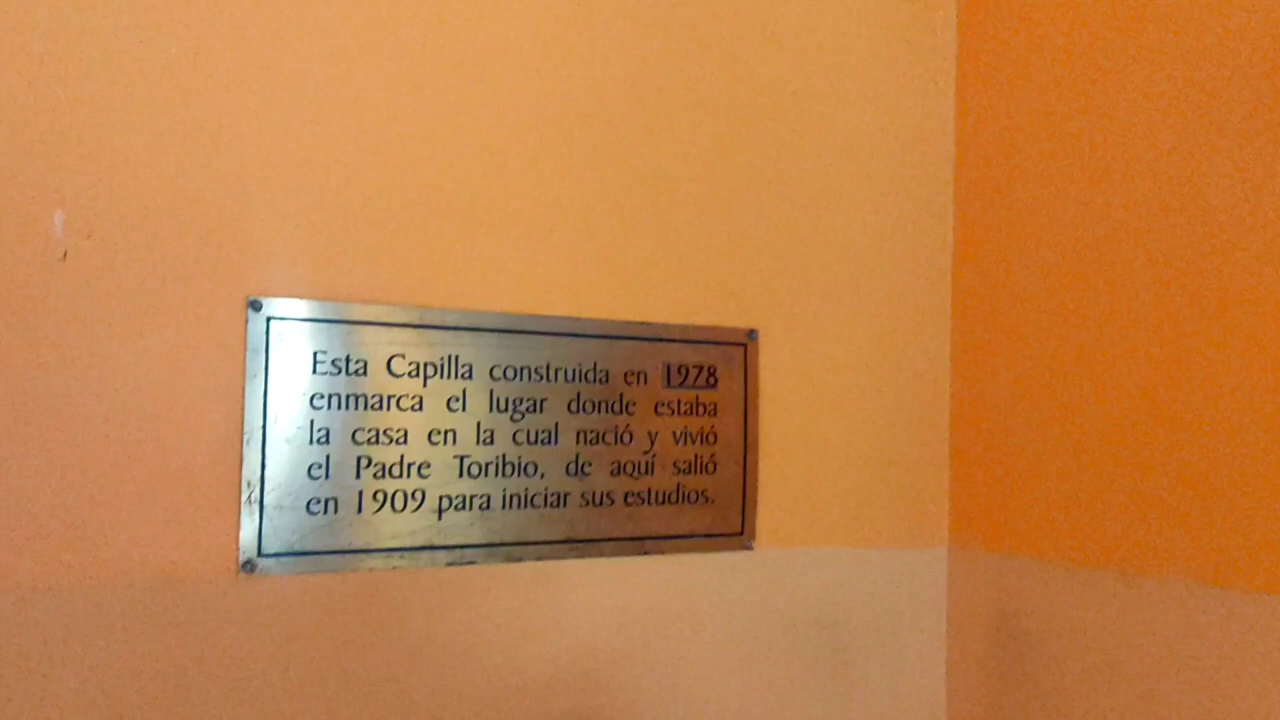 Esta Capilla construida en 1978
enmarca el lugar donde estaba
la casa en la cual nació y vivió
el Padre Toribio, de aquí salió
en 1909 para iniciar sus estudios.